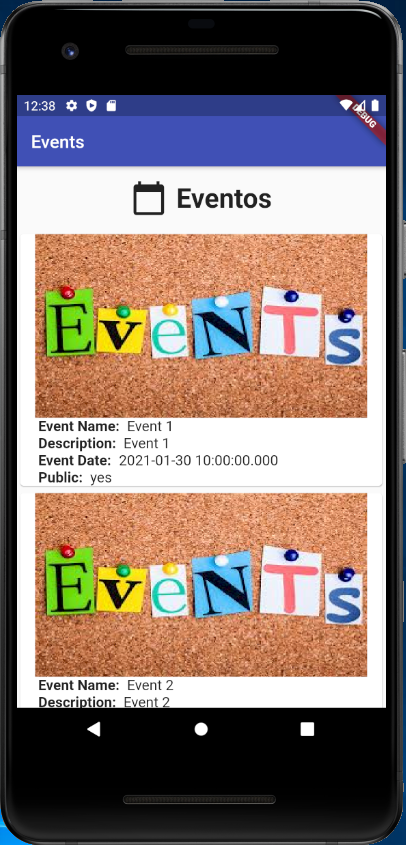 12:38
DEBUG
Events
Eventos
EveNTs
Event Name: Event 1
Description: Event 1
Event Date: 2021-01-30 10:00:00.000
Public: yes
EveNTs
Event Name: Event 2
Description: Event 2